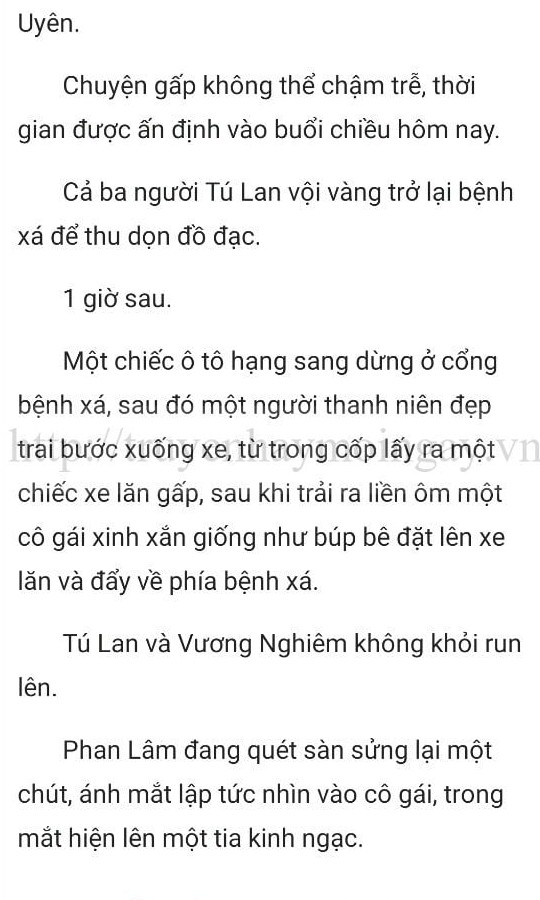 Uyên.
Chuyện gấp không thể chậm trễ, thời
gian được ấn định vào buổi chiều hôm nay.
Cả ba người Tú Lan vội vàng trở lại bệnh
xá để thu dọn đồ đạc.
1 giờ sau.
Một chiếc ô tô hạng sang dừng ở cổng
bệnh xá, sau đó một người thanh niên đẹp
trai bước xuống xe, từ trong cốp lấy ra một
http://truyenhaymoingay.vn
chiếc xe lăn gấp, sau khi trải ra liền ôm một
cô gái xinh xắn giống như búp bê đặt lên xe
lăn và đẩy về phía bệnh xá.
Tú Lan và Vương Nghiêm không khỏi run
lên.
Phan Lâm đang quét sàn sửng lại một
chút, ánh mắt lập tức nhìn vào cô gái, trong
mắt hiện lên một tia kinh ngạc.